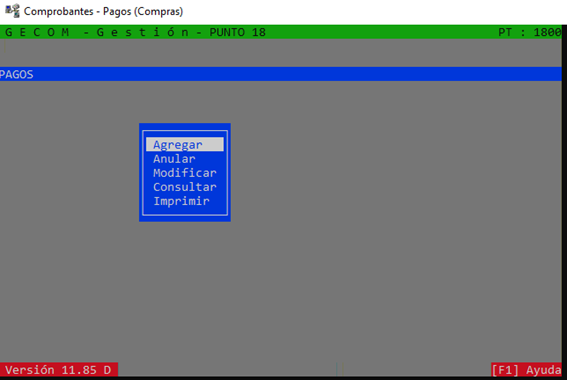 Comprobantes - Pagos (Compras)
G E C O M - G e s t i ó n - PUNTO 18 PT : 1800
PAGOS
Agregar
Anular
Modificar
Consultar
Imprimir
Versión 11.85 D [F1] Ayuda